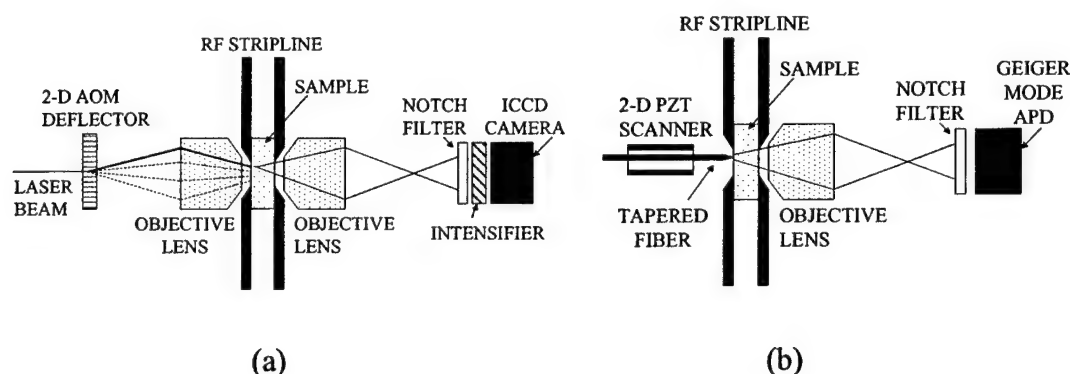 RF STRIPLINE
SAMPLE
2-D AOM
DEFLECTOR
NOTCH
FILTER
ICCD
CAMERA
LASER
BEAM
OBJECTIVE
LENS
OBJECTIVE
LENS
INTENSIFIER
(a)
RF STRIPLINE
SAMPLE
2-D PZT
SCANNER
NOTCH
FILTER
GEIGER
MODE
APD
TAPERED
FIBER
OBJECTIVE
LENS
(b)